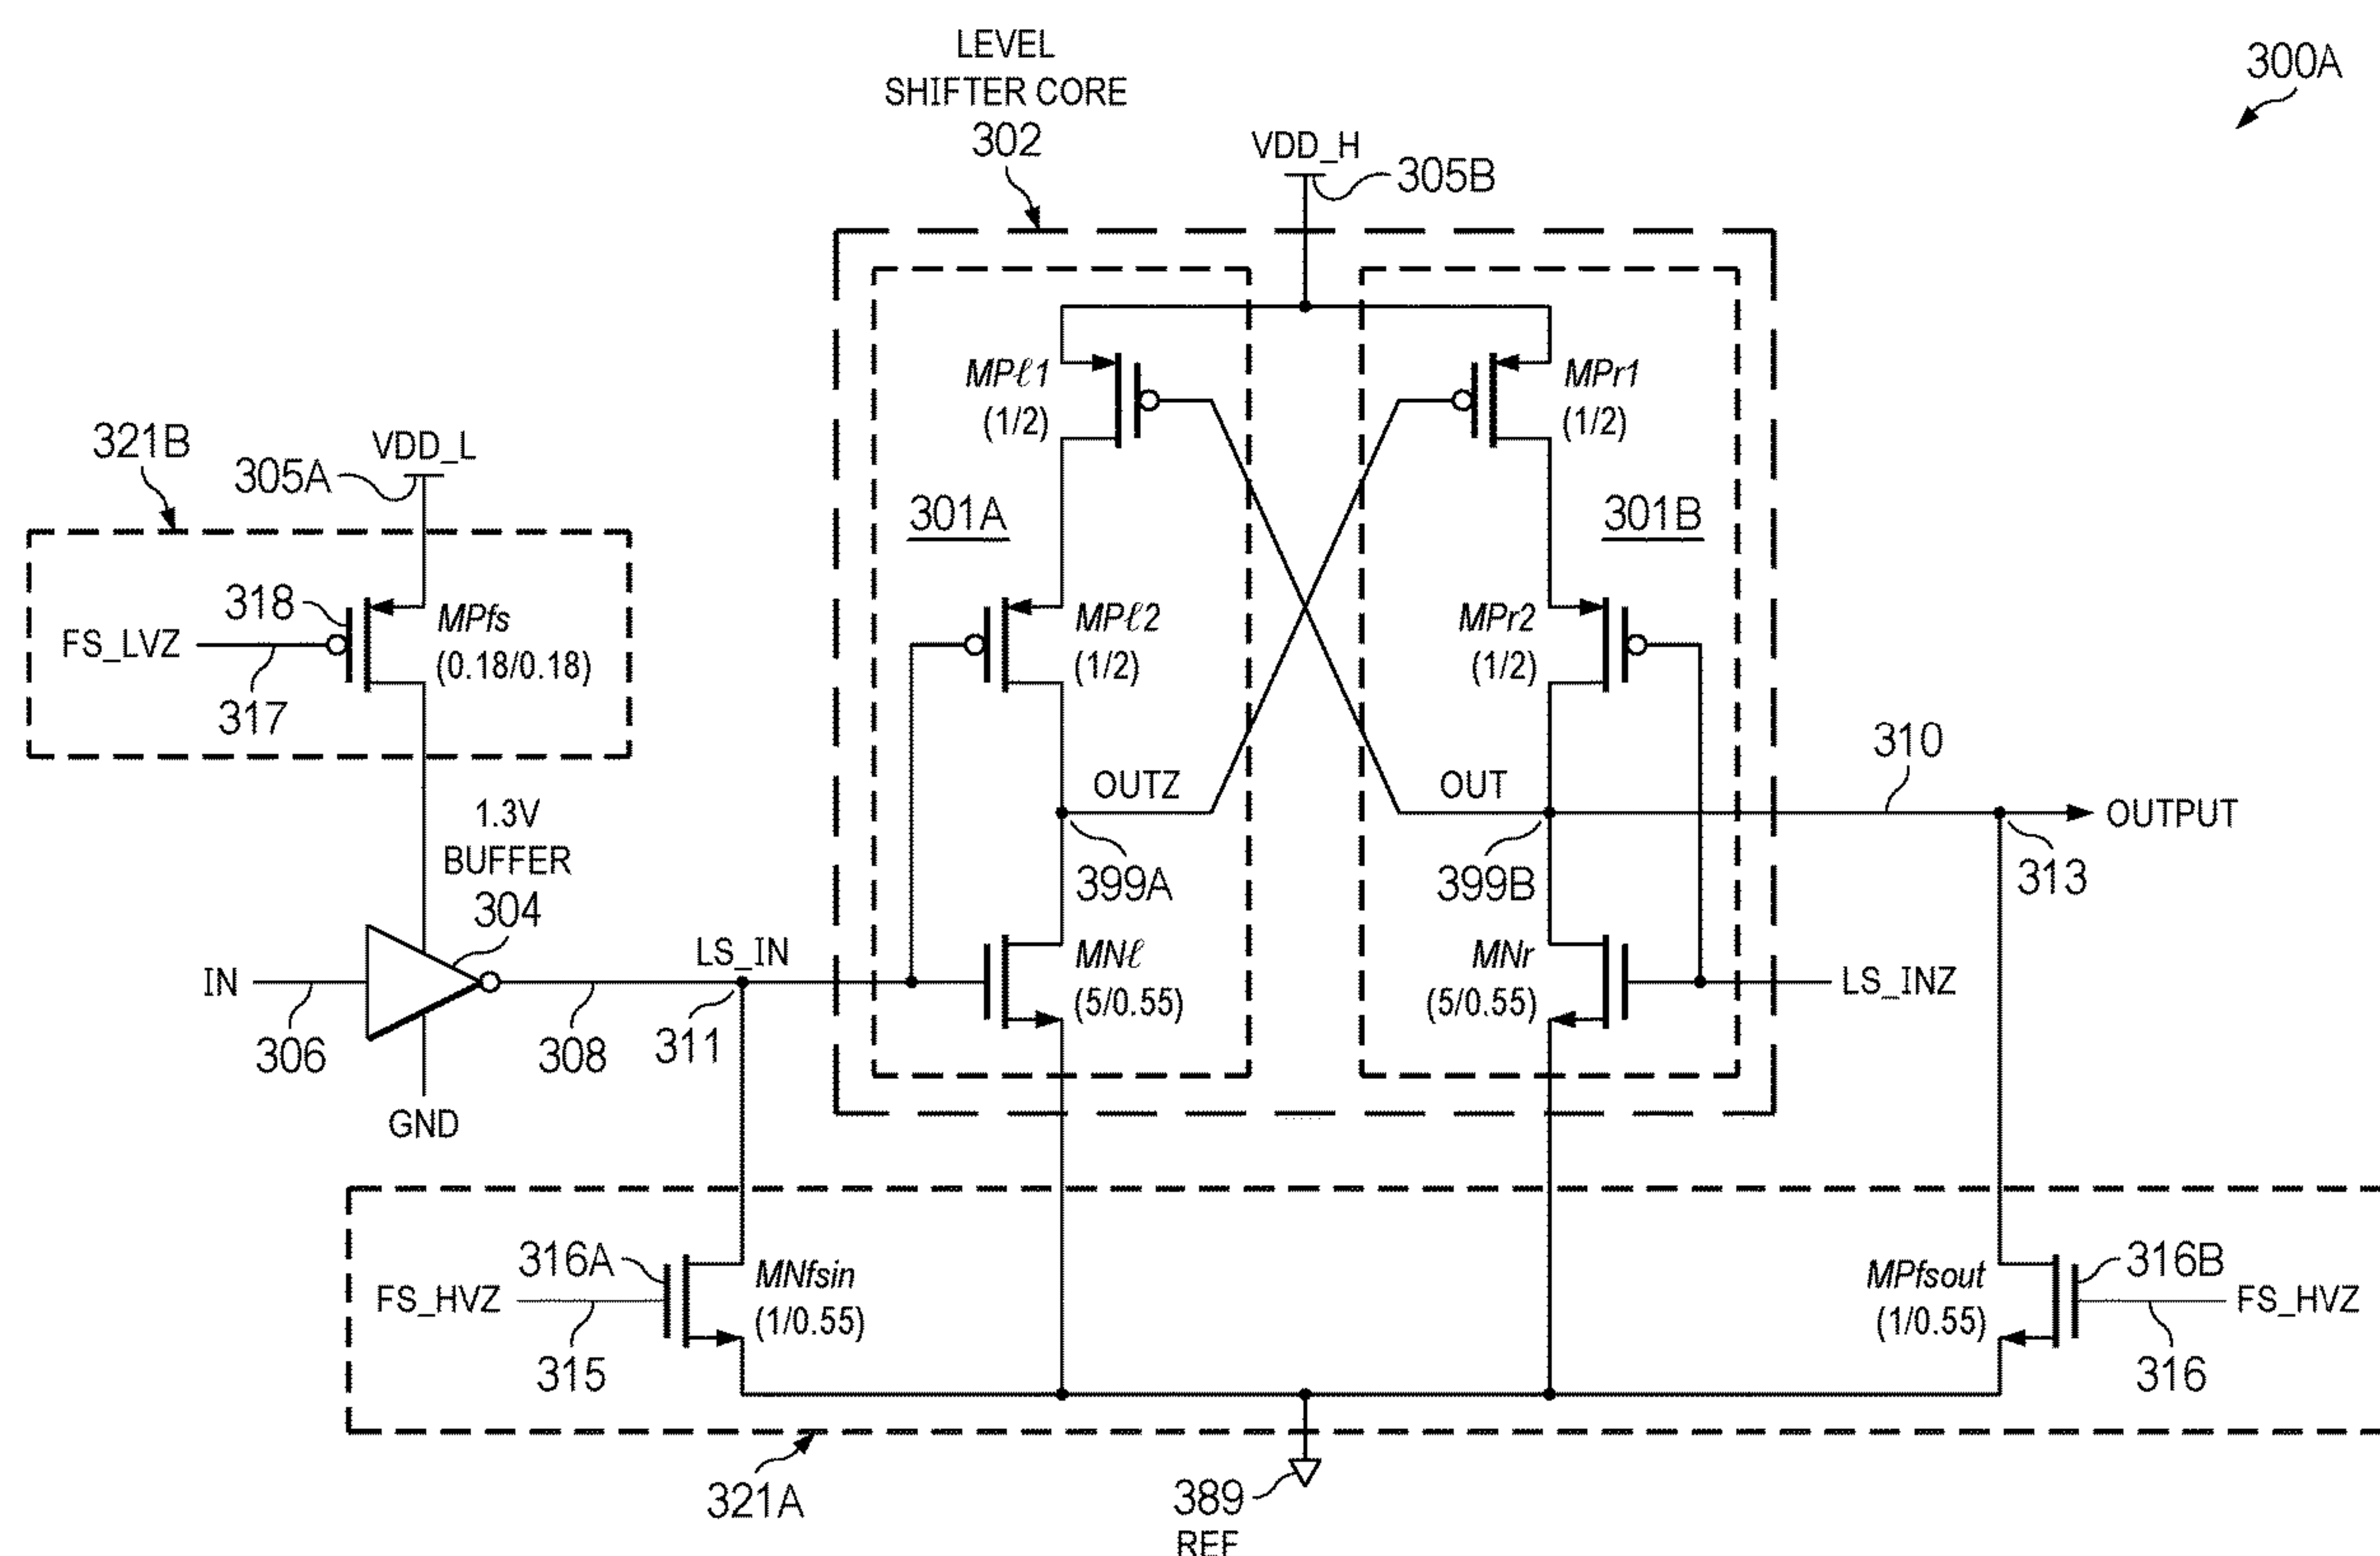 LEVEL
SHIFTER CORE
302
300A
VDD_H
305B
MPℓ1
(1/2)
MPr1
(1/2)
321B
VDD_L
305A
301A
301B
318
MPfs
(0.18/0.18)
FS_LVZ
317
MPℓ2
(1/2)
MPr2
(1/2)
310
1.3V
BUFFER
304
OUTZ
OUT
OUTPUT
399A
399B
313
IN
306
308
LS_IN
311
MNℓ
(5/0.55)
MNr
(5/0.55)
LS_INZ
GND
316A
FS_HVZ
315
MNfsin
(1/0.55)
MPfsout
(1/0.55)
316B
FS_HVZ
316
321A
389
REF